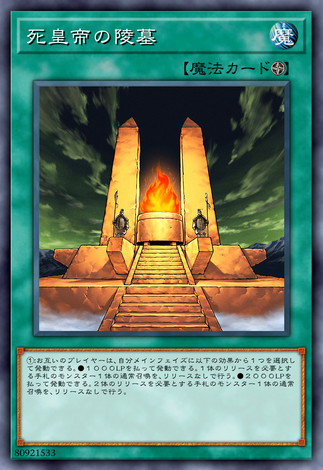 死皇帝の陵墓
魔
【魔法カード】
①:お互いのプレイヤーは、自分メインフェイズに以下の効果から1つを選択し
て発動できる。●1000LPを払って発動できる。1体のリリースを必要とす
る手札のモンスター1体の通常召喚を、リリースなしで行う。●2000LPを
払って発動できる。2体のリリースを必要とする手札のモンスター1体の通常
召喚を、リリースなしで行う。
80921533